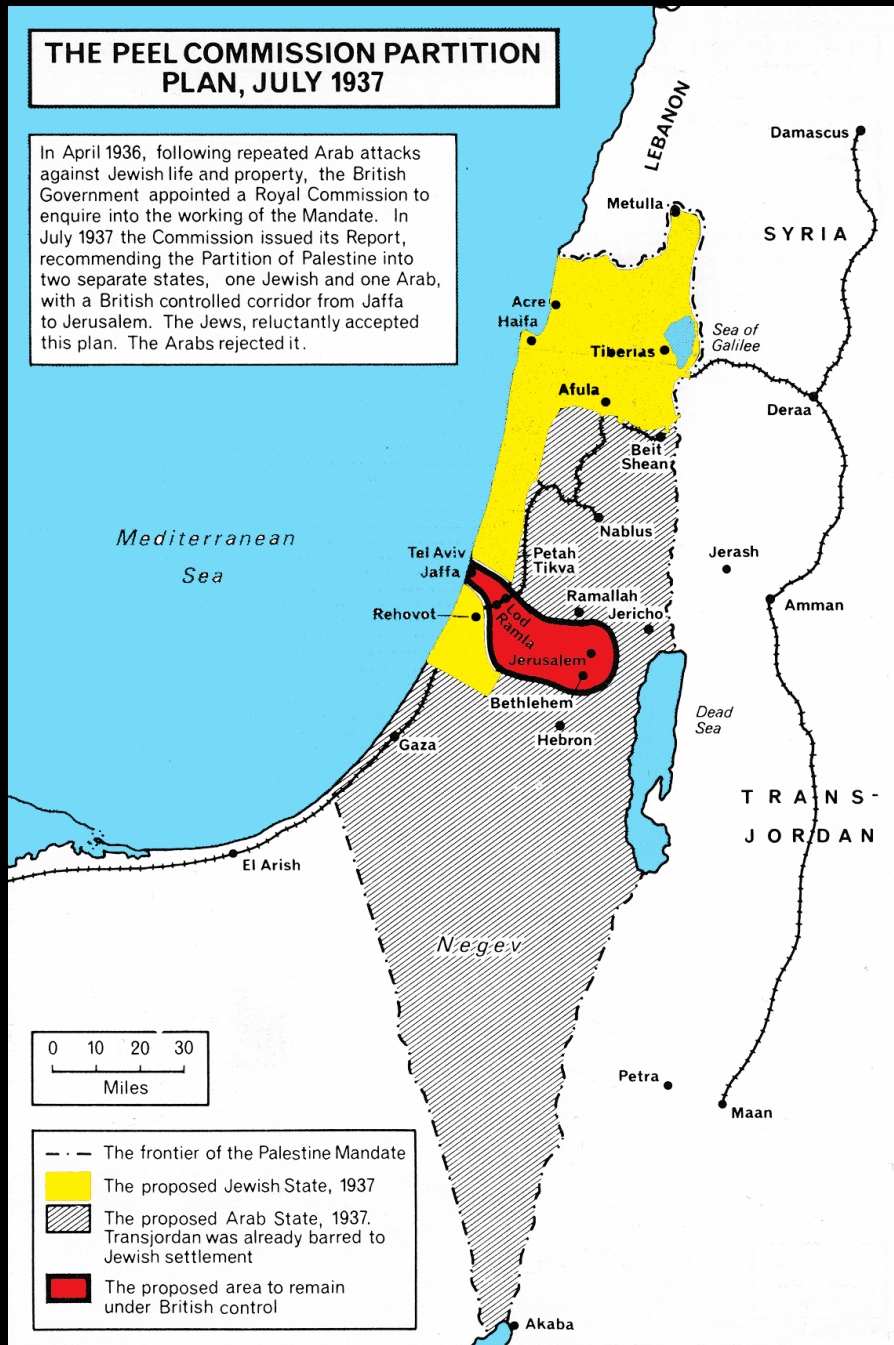 THE PEEL COMMISSION PARTITION
PLAN, JULY 1937
In April 1936, following repeated Arab attacks
against Jewish life and property, the British
Government appointed a Royal Commission to
enquire into the working of the Mandate. In
July 1937 the Commission issued its Report,
recommending the Partition of Palestine into
two separate states, one Jewish and one Arab,
with a British controlled corridor from Jaffa
to Jerusalem. The Jews, reluctantly accepted
this plan. The Arabs rejected it.
LEBANON
Damascus
Metulla
SYRIA
Acre
Haifa
Sea of
Galilee
Tiberias
Afula
Deraa
Beit
Shean
Mediterranean
Sea
Nablus
Tel Aviv
Jaffa
Petah
Tikva
Jerash
Ramallah
Jericho
Amman
Rehovot
Lod
Ramla
Jerusalem
Bethlehem
Dead
Sea
Hebron
Gaza
TRANS-
JORDAN
El Arish
Negev
0 10 20 30
Miles
Petra
Maan
The frontier of the Palestine Mandate
The proposed Jewish State, 1937
The proposed Arab State, 1937.
Transjordan was already barred to
Jewish settlement
The proposed area to remain
under British control
Akaba